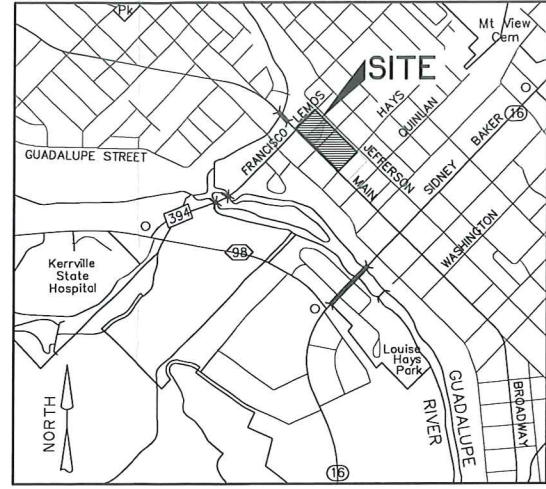 Pk
Mt View
Cem
SITE
FRANCISCO LEMOS
HAYS
QUINLAN
16
GUADALUPE STREET
JEFFERSON
MAIN
SIDNEY BAKER
WASHINGTON
394
98
Kerrville
State
Hospital
Louise
Hays
Park
GUADALUPE
RIVER
BROADWAY
NORTH
16